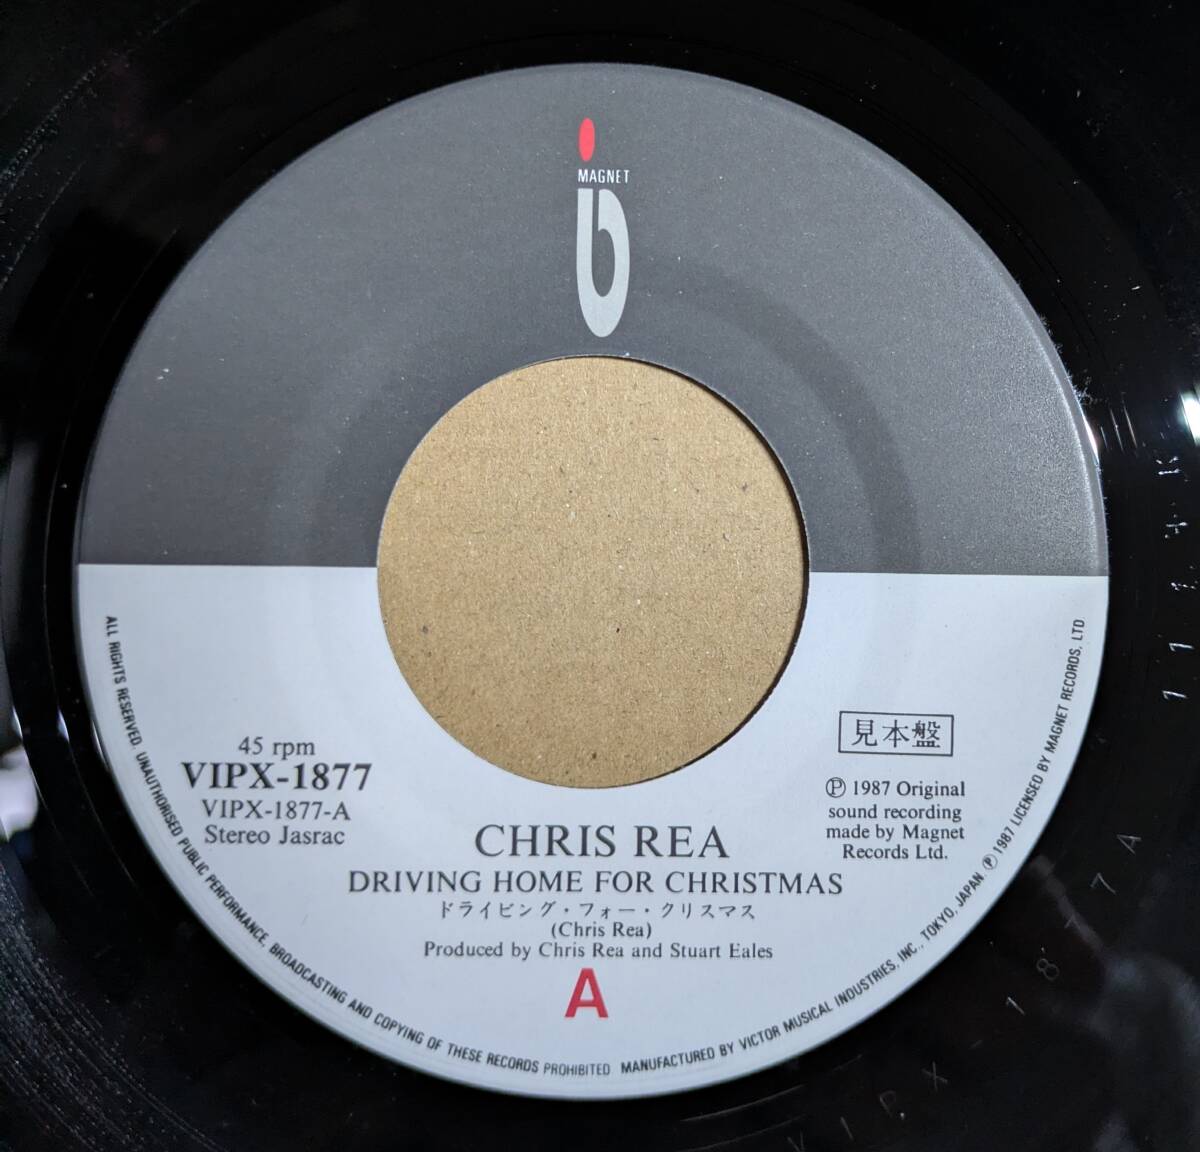 MAGNET
45 rpm
VIPX-1877
VIPX-1877-A
Stereo Jasrac
見本盤
Ⓟ 1987 Original
sound recording
made by Magnet
Records Ltd.
CHRIS REA
DRIVING HOME FOR CHRISTMAS
ドライビング・フォー・クリスマス
(Chris Rea)
Produced by Chris Rea and Stuart Eales
A
ALL RIGHTS RESERVED. UNAUTHORISED PUBLIC PERFORMANCE, BROADCASTING AND COPYING OF THESE RECORDS PROHIBITED MANUFACTURED BY VICTOR MUSICAL INDUSTRIES, INC., TOKYO, JAPAN. Ⓟ 1987 LICENSED BY MAGNET RECORDS, LTD
VIPX 1877A